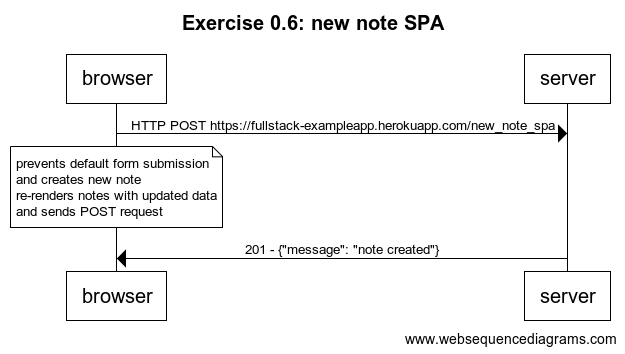 Exercise 0.6: new note SPA
browser
server
HTTP POST https://fullstack-exampleapp.herokuapp.com/new_note_spa
prevents default form submission
and creates new note
re-renders notes with updated data
and sends POST request
201 - {"message": "note created"}
browser
server
www.websequencediagrams.com